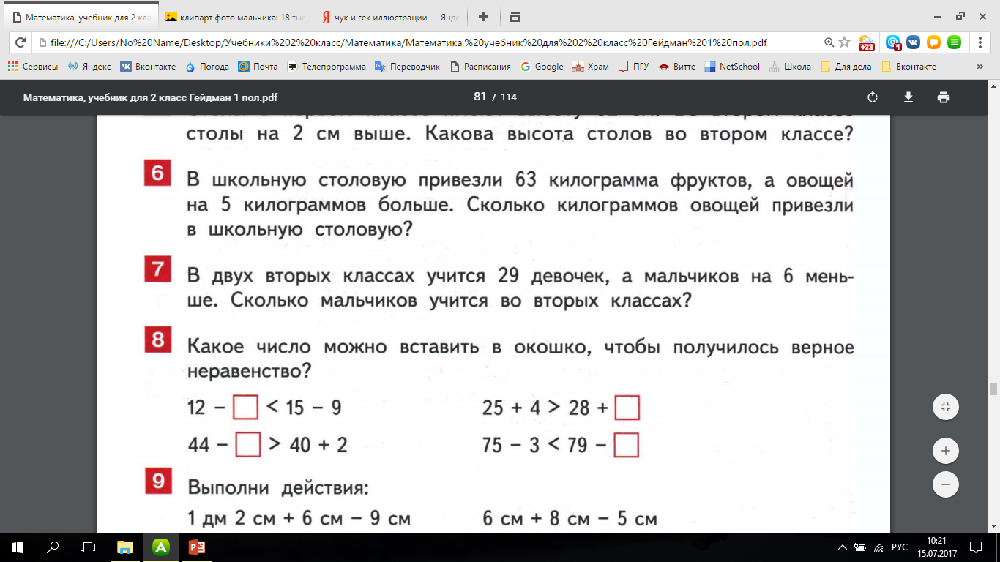 Математика, учебник для 2 кла
клипарт фото мальчика: 18 тыс
чук и гек иллюстрации — Янде
file:///C:/Users/No%20Name/Desktop/Учебники%202%20класс/Математика/Математика,%20учебник%20для%202%20класс%20Гейдман%201%20пол.pdf
+23
1
Сервисы
Яндекс
Вконтакте
Погода
Почта
Телепрограмма
Переводчик
Расписания
Google
Храм
ПГУ
Витте
NetSchool
Школа
Для дела
Вконтакте
»
Математика, учебник для 2 класс Гейдман 1 пол.pdf
81 / 114
столы на 2 см выше. Какова высота столов во втором классе?
6
В школьную столовую привезли 63 килограмма фруктов, а овощей
на 5 килограммов больше. Сколько килограммов овощей привезли
в школьную столовую?
7
В двух вторых классах учится 29 девочек, а мальчиков на 6 мень-
ше. Сколько мальчиков учится во вторых классах?
8
Какое число можно вставить в окошко, чтобы получилось верное
неравенство?
12 − □ < 15 − 9
25 + 4 > 28 + □
44 − □ > 40 + 2
75 − 3 < 79 − □
9
Выполни действия:
1 дм 2 см + 6 см − 9 см
6 см + 8 см − 5 см
РУС
10:21
15.07.2017